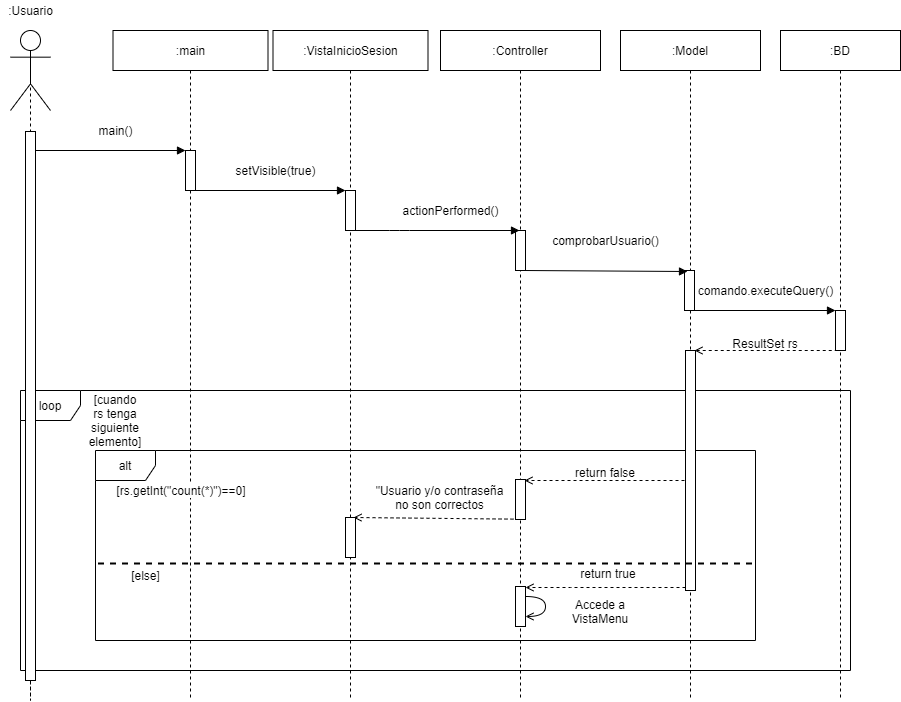 :Usuario
:main
:VistaInicioSesion
:Controller
:Model
:BD
main()
setVisible(true)
actionPerformed()
comprobarUsuario()
comando.executeQuery()
ResultSet rs
loop
[cuando
rs tenga
siguiente
elemento]
alt
return false
[rs.getInt("count(*)")==0]
"Usuario y/o contraseña
no son correctos
[else]
return true
Accede a
VistaMenu